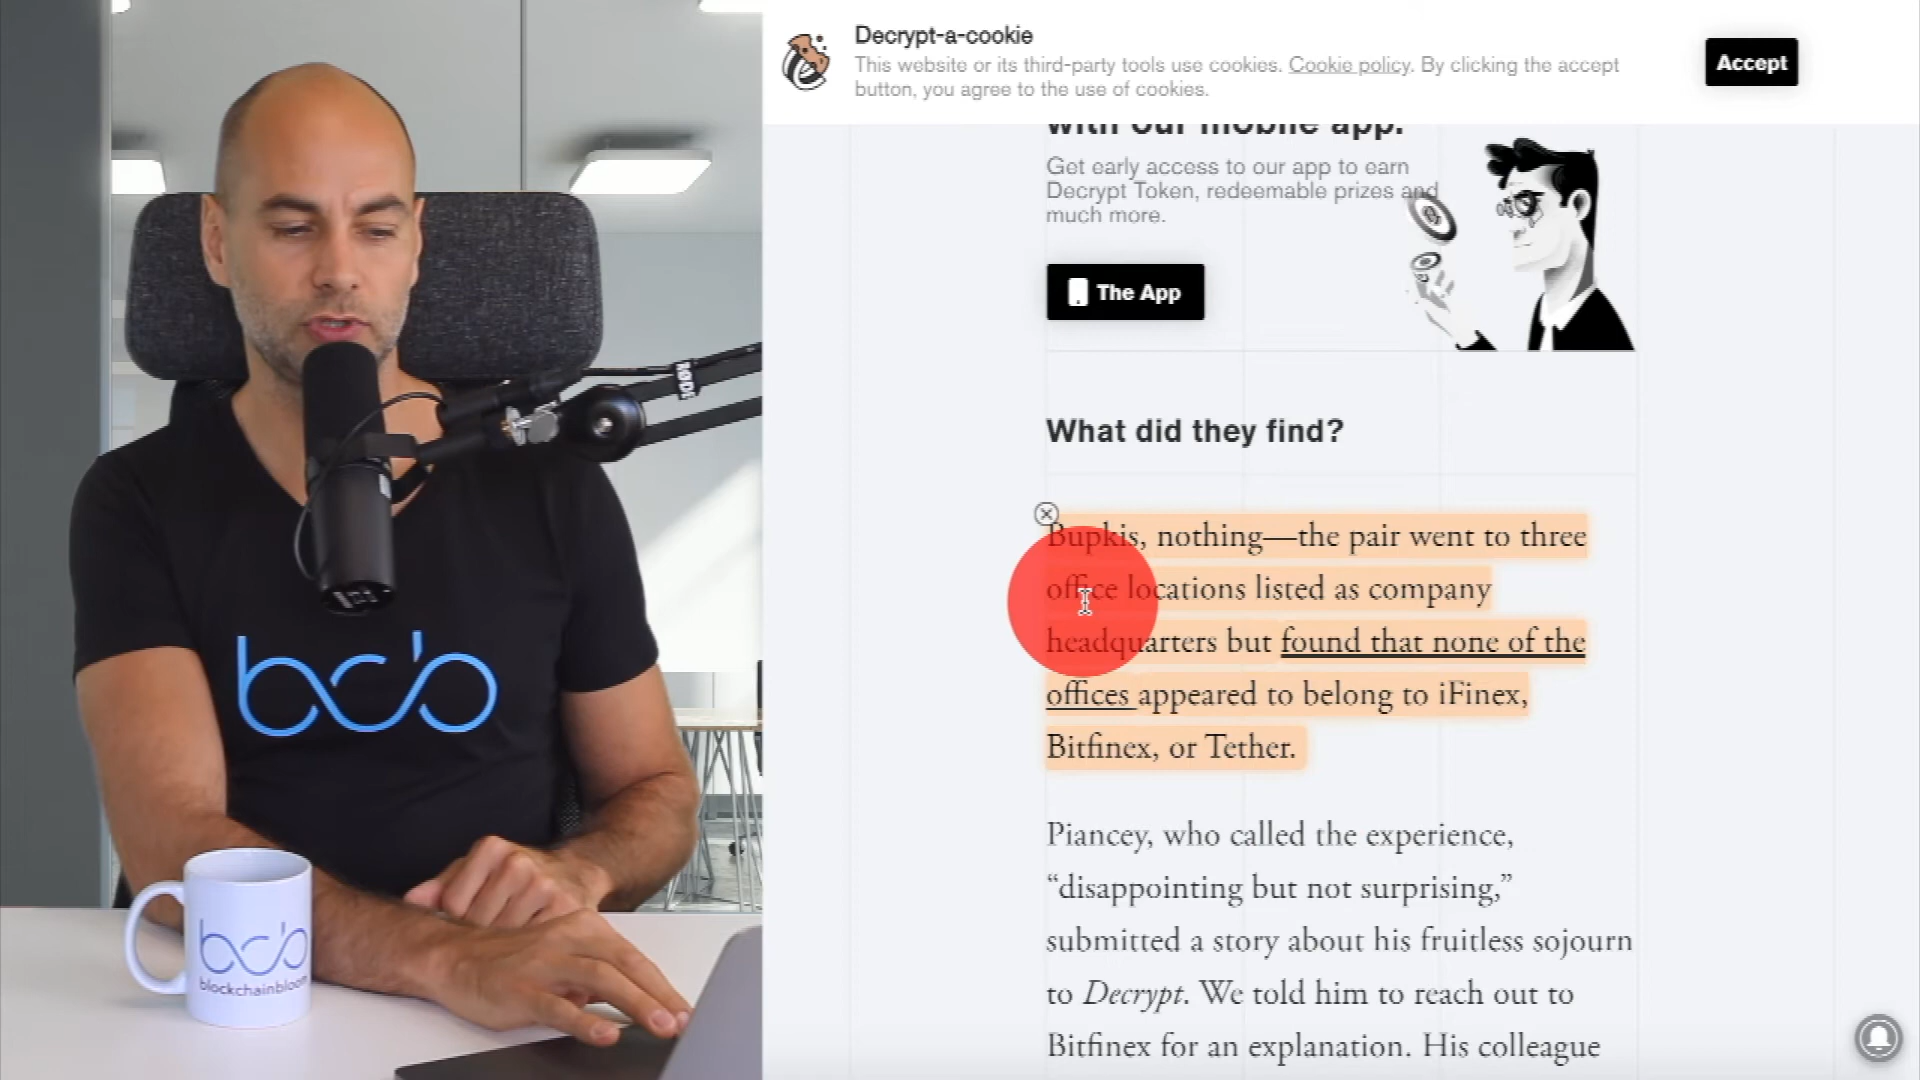 Decrypt-a-cookie
This website or its third-party tools use cookies. Cookie policy. By clicking the accept
button, you agree to the use of cookies.
Accept
with our mobile app.
Get early access to our app to earn
Decrypt Token, redeemable prizes and
much more.
The App
What did they find?
Bupkis, nothing—the pair went to three
office locations listed as company
headquarters but found that none of the
offices appeared to belong to iFinex,
Bitfinex, or Tether.
Piancey, who called the experience,
“disappointing but not surprising,”
submitted a story about his fruitless sojourn
to Decrypt. We told him to reach out to
Bitfinex for an explanation. His colleague
RØDE
bcb
bcb
blockchainbloom